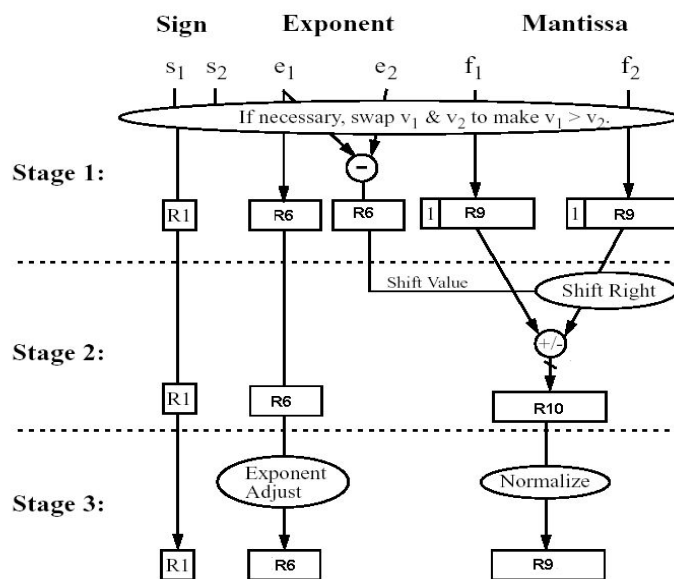 Sign Exponent Mantissa
s1 s2 e1 e2 f1 f2
If necessary, swap v1 & v2 to make v1 > v2.
Stage 1:
−
R1 R6 R6 1 R9 1 R9
Shift Value Shift Right
Stage 2:
+/-
R1 R6 R10
Exponent Adjust
Normalize
Stage 3:
R1 R6 R9